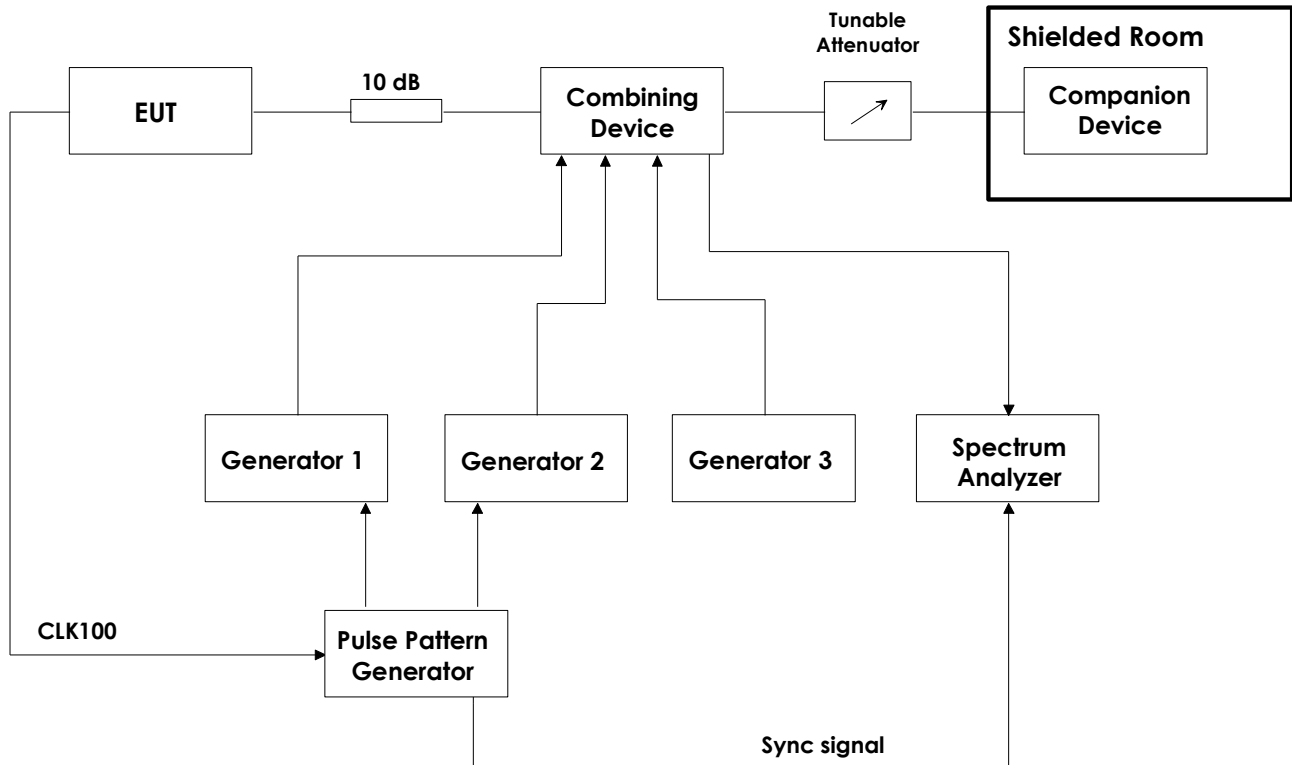 Tunable
Attenuator
Shielded Room
10 dB
EUT
Combining
Device
Companion
Device
Generator 1
Generator 2
Generator 3
Spectrum
Analyzer
CLK100
Pulse Pattern
Generator
Sync signal